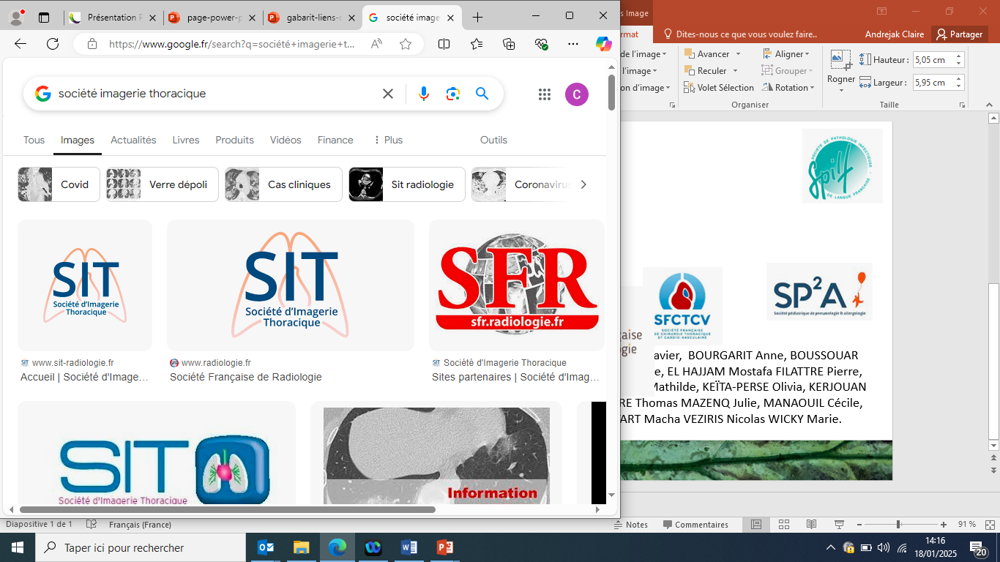 Présentation P
page-power-p
gabarit-liens-c
société image
https://www.google.fr/search?q=société+imagerie+t...
société imagerie thoracique
C
Tous
Images
Actualités
Livres
Produits
Vidéos
Finance
Plus
Outils
Covid
Verre dépoli
Cas cliniques
Sit radiologie
Coronavirus
SIT
Société d'Imagerie
Thoracique
SIT
Société d'Imagerie
Thoracique
SFR
sfr.radiologie.fr
www.sit-radiologie.fr
Accueil | Société d'Image...
www.radiologie.fr
Société Française de Radiologie
Société d'Imagerie Thoracique
Sites partenaires | Société d'Imag...
SIT
Société d'Imagerie Thoracique
Information
s Image
rmat
Dites-nous ce que vous voulez faire..
Andrejak Claire
Partager
de l'image
l'image
on d'image
Avancer
Reculer
Volet Sélection
Aligner
Grouper
Rotation
Organiser
Rogner
Hauteur :
5,05 cm
Largeur :
5,95 cm
Taille
SOCIÉTÉ DE PATHOLOGIE INFECTIEUSE
Spilf
DE LANGUE FRANÇAISE
SFCTCV
SOCIÉTÉ FRANÇAISE
DE CHIRURGIE THORACIQUE
ET CARDIO-VASCULAIRE
SP²A
Société pédiatrique de pneumologie & allergologie
aise
gie
avier, BOURGARIT Anne, BOUSSOUAR
e, EL HAJJAM Mostafa FILATTRE Pierre,
Mathilde, KEÏTA-PERSE Olivia, KERJOUAN
RE Thomas MAZENQ Julie, MANAOUIL Cécile,
ART Macha VEZIRIS Nicolas WICKY Marie.
Diapositive 1 de 1
Français (France)
Notes
Commentaires
91 %
Taper ici pour rechercher
14:16
18/01/2025
20